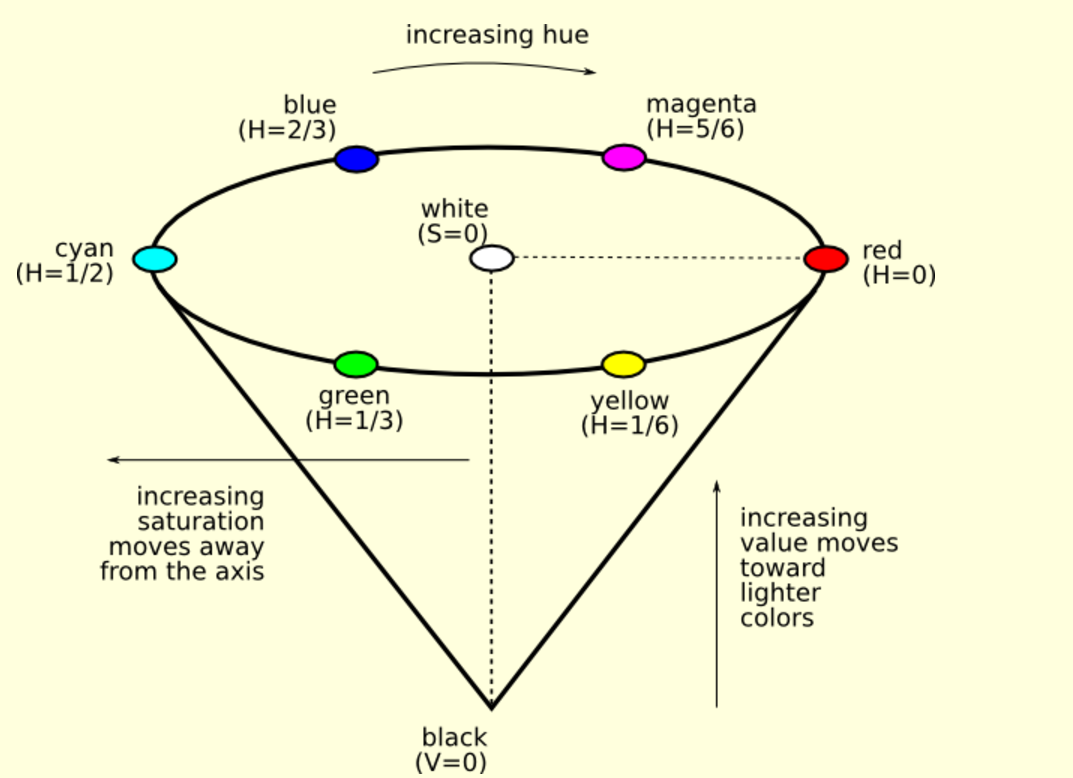 increasing hue
blue
(H=2/3)
magenta
(H=5/6)
white
(S=0)
cyan
(H=1/2)
red
(H=0)
green
(H=1/3)
yellow
(H=1/6)
increasing
saturation
moves away
from the axis
increasing
value moves
toward
lighter
colors
black
(V=0)